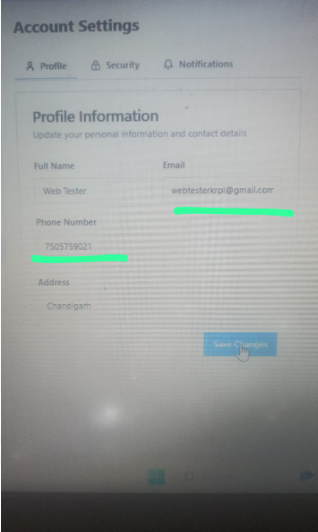 Account Settings
Profile Security Notifications
Profile Information
Update your personal information and contact details
Full Name Email
Web Tester webtesterkrpl@gmail.com
Phone Number
7505759021
Address
Chandigarh
Save Changes